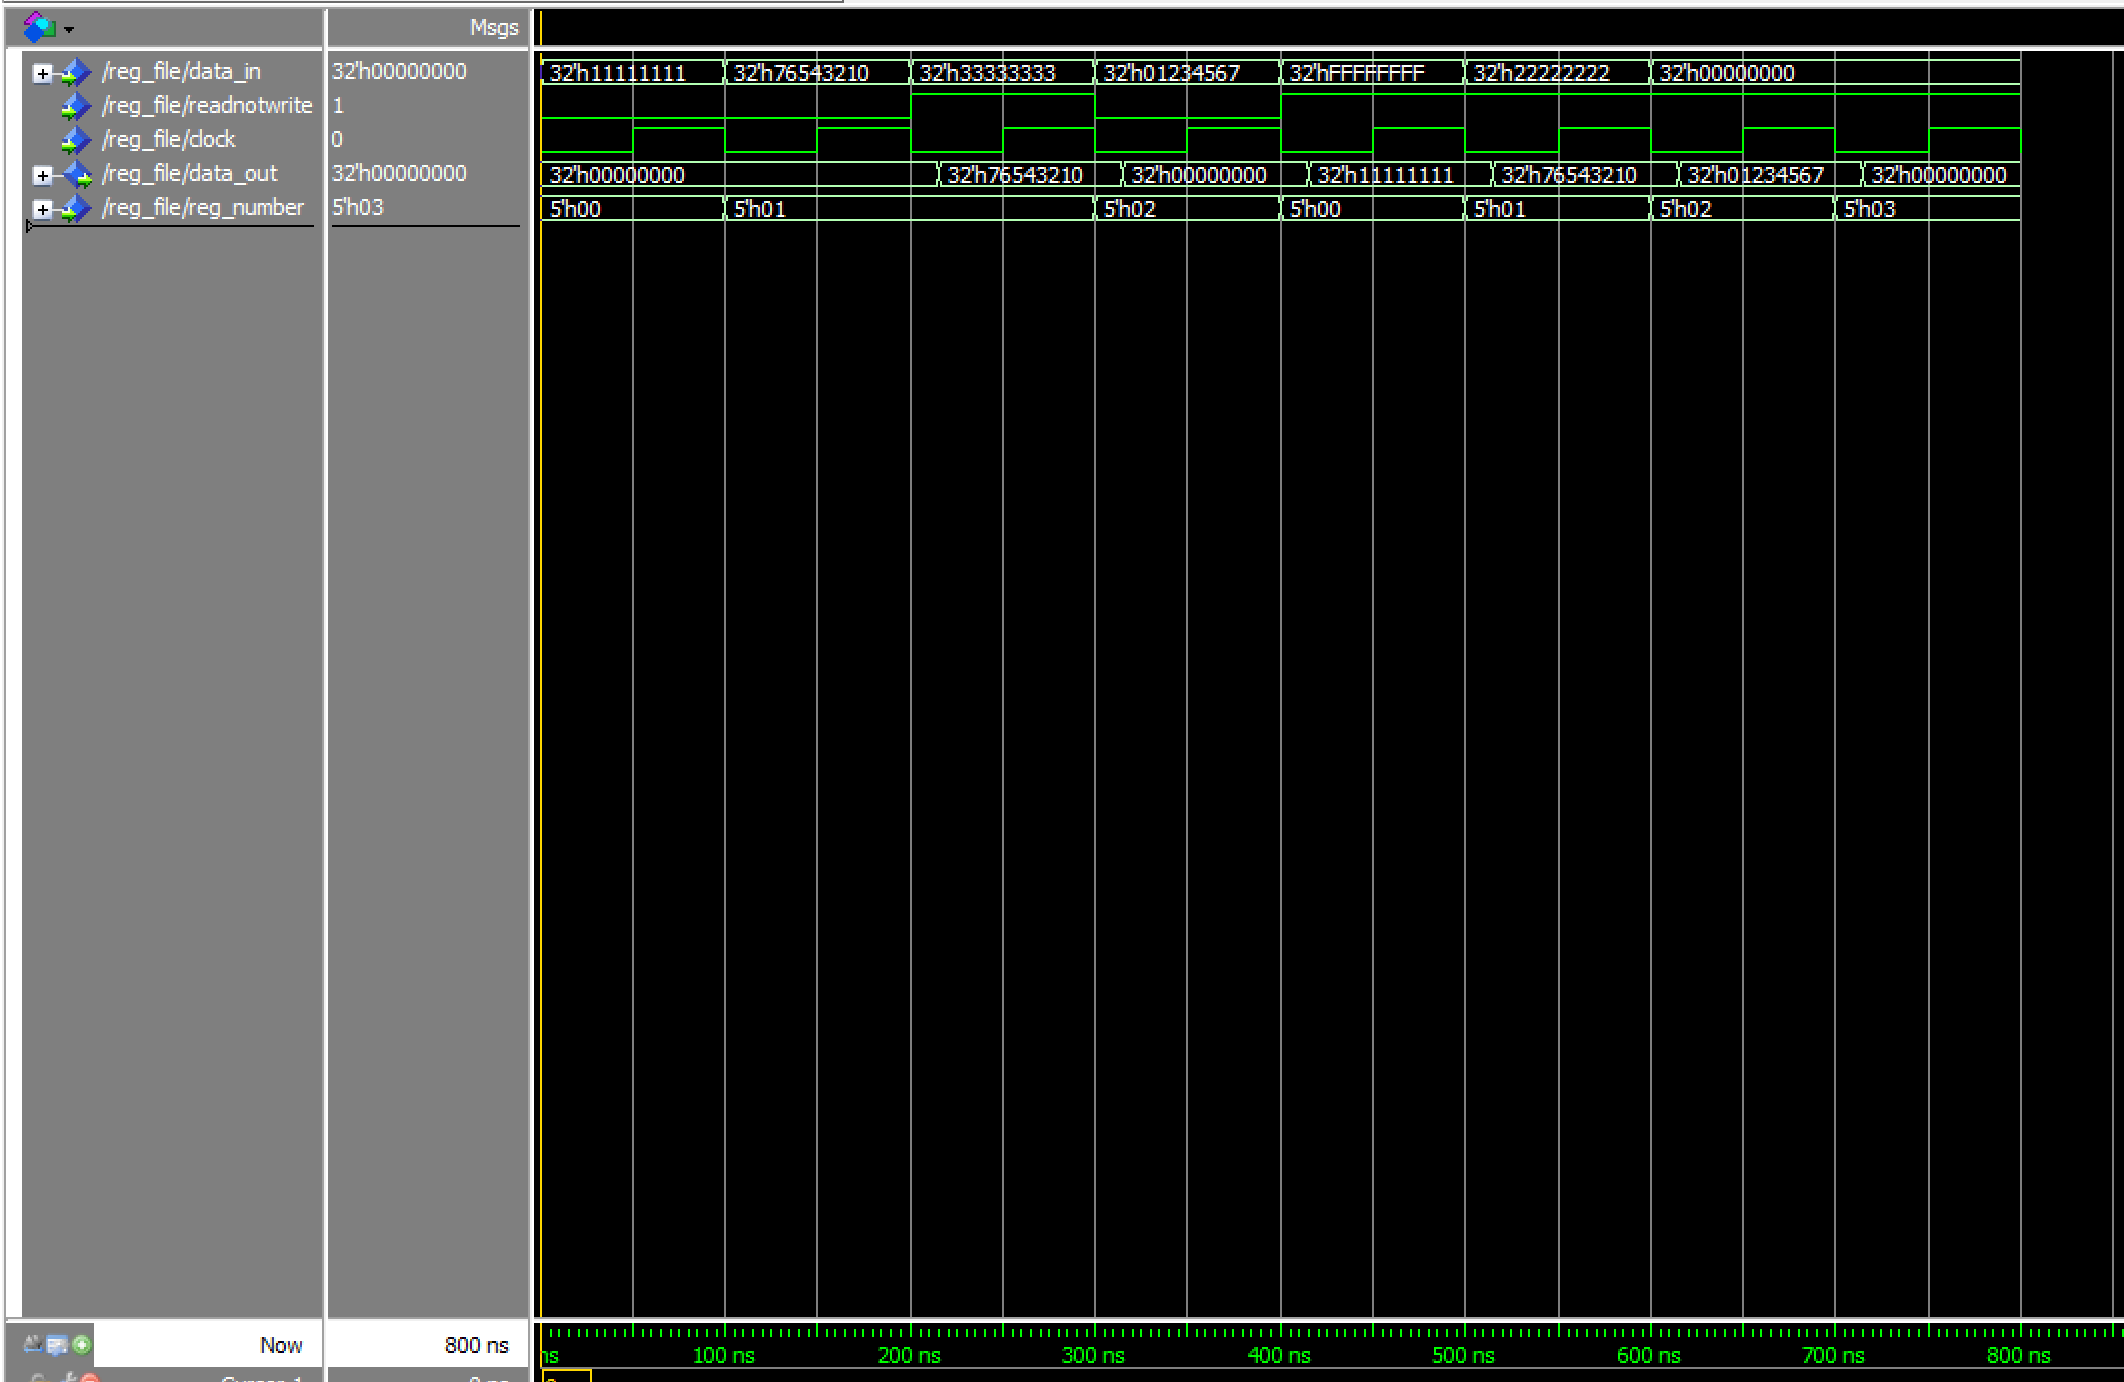 Msgs
/reg_file/data_in 32'h00000000 32'h11111111 32'h76543210 32'h33333333 32'h01234567 32'hFFFFFFFF 32'h22222222 32'h00000000
/reg_file/readnotwrite 1
/reg_file/clock 0
/reg_file/data_out 32'h00000000 32'h00000000 32'h76543210 32'h00000000 32'h11111111 32'h76543210 32'h01234567 32'h00000000
/reg_file/reg_number 5'h03 5'h00 5'h01 5'h02 5'h00 5'h01 5'h02 5'h03
Now 800 ns ns 100 ns 200 ns 300 ns 400 ns 500 ns 600 ns 700 ns 800 ns